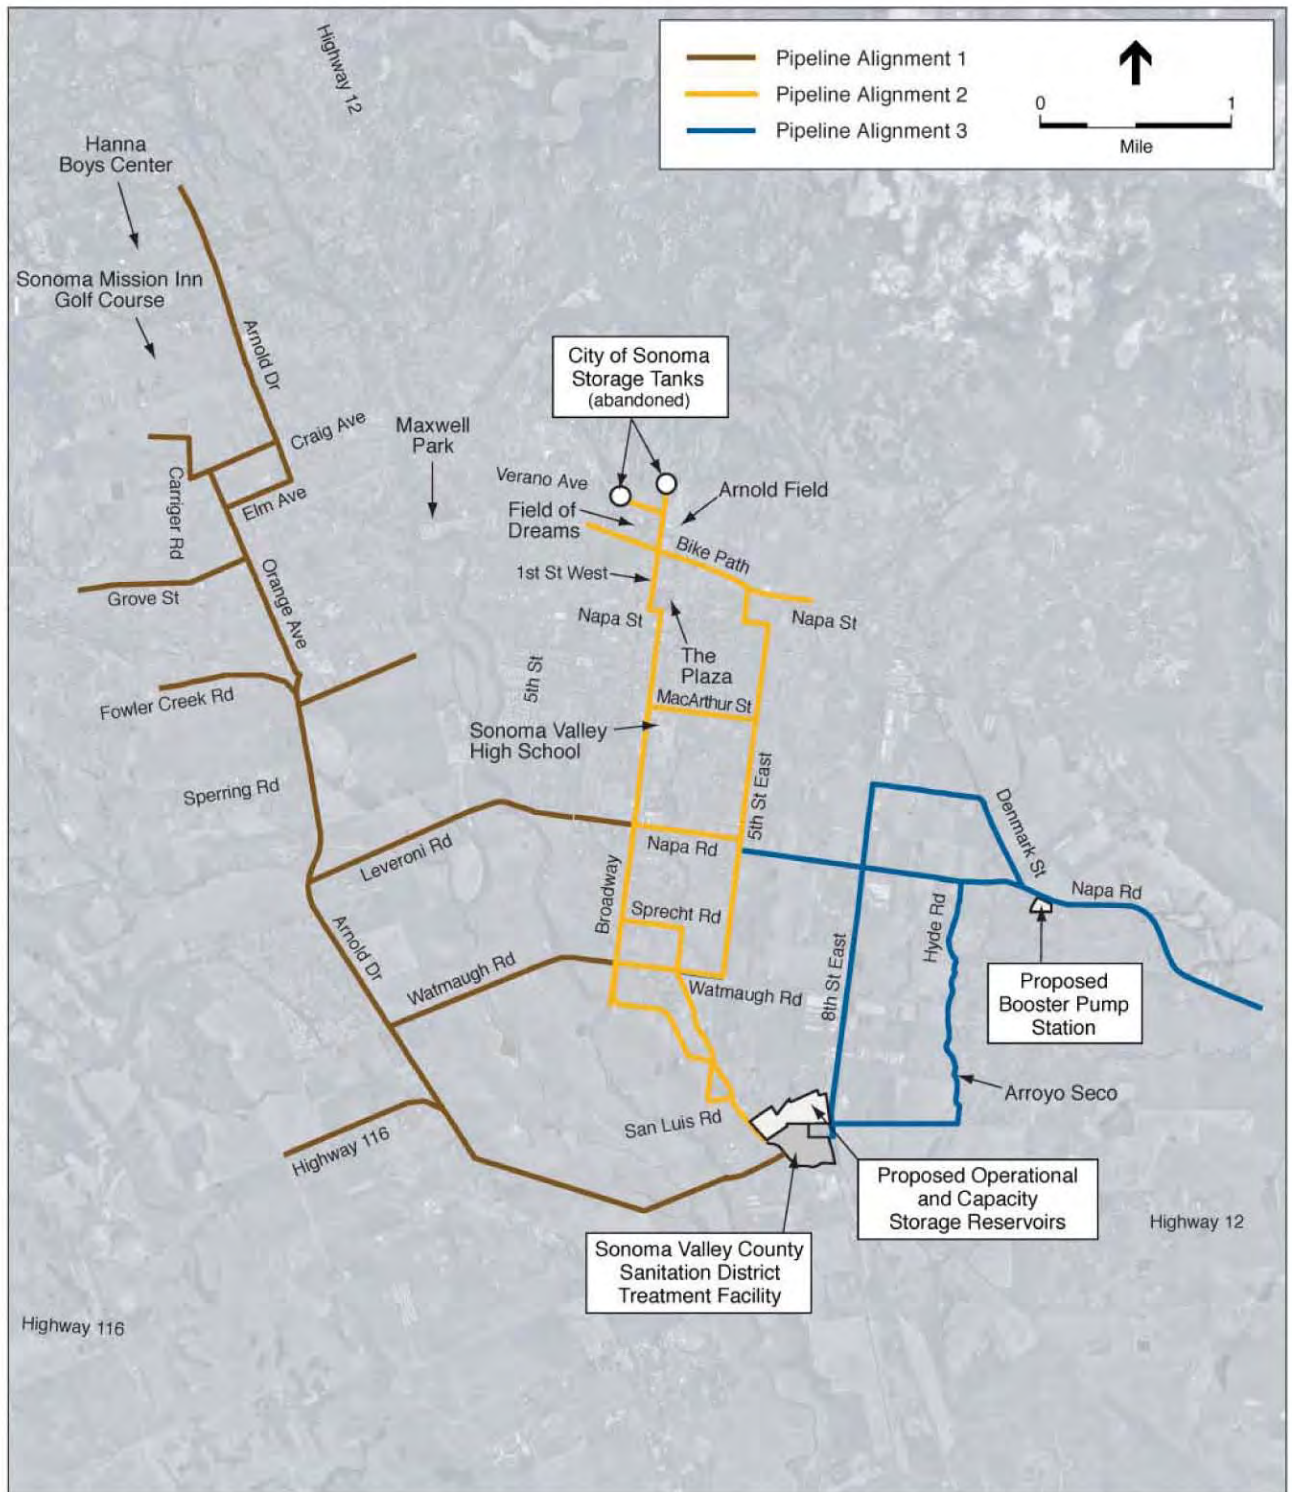 Highway 12
Pipeline Alignment 1
Pipeline Alignment 2
Pipeline Alignment 3
0
1
Mile
Hanna
Boys Center
Sonoma Mission Inn
Golf Course
Arnold Dr
City of Sonoma
Storage Tanks
(abandoned)
Craig Ave
Maxwell
Park
Carriger Rd
Elm Ave
Verano Ave
Arnold Field
Field of
Dreams
Bike Path
1st St West
Grove St
Orange Ave
Napa St
Napa St
The
Plaza
5th St
MacArthur St
Fowler Creek Rd
Sonoma Valley
High School
Sperring Rd
5th St East
Denmark St
Leveroni Rd
Napa Rd
Napa Rd
Broadway
Sprecht Rd
Hyde Rd
Arnold Dr
Watmaugh Rd
Watmaugh Rd
8th St East
Proposed
Booster Pump
Station
Arroyo Seco
San Luis Rd
Highway 116
Proposed Operational
and Capacity
Storage Reservoirs
Highway 12
Sonoma Valley County
Sanitation District
Treatment Facility
Highway 116